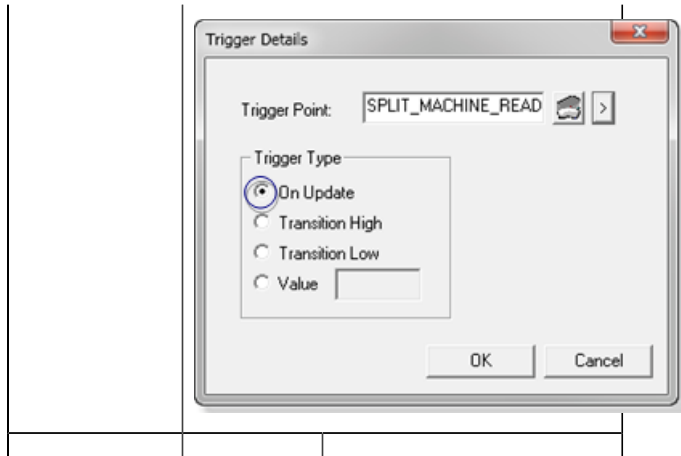 Trigger Details
Trigger Point: SPLIT_MACHINE_READ >
Trigger Type
On Update
Transition High
Transition Low
Value
OK Cancel